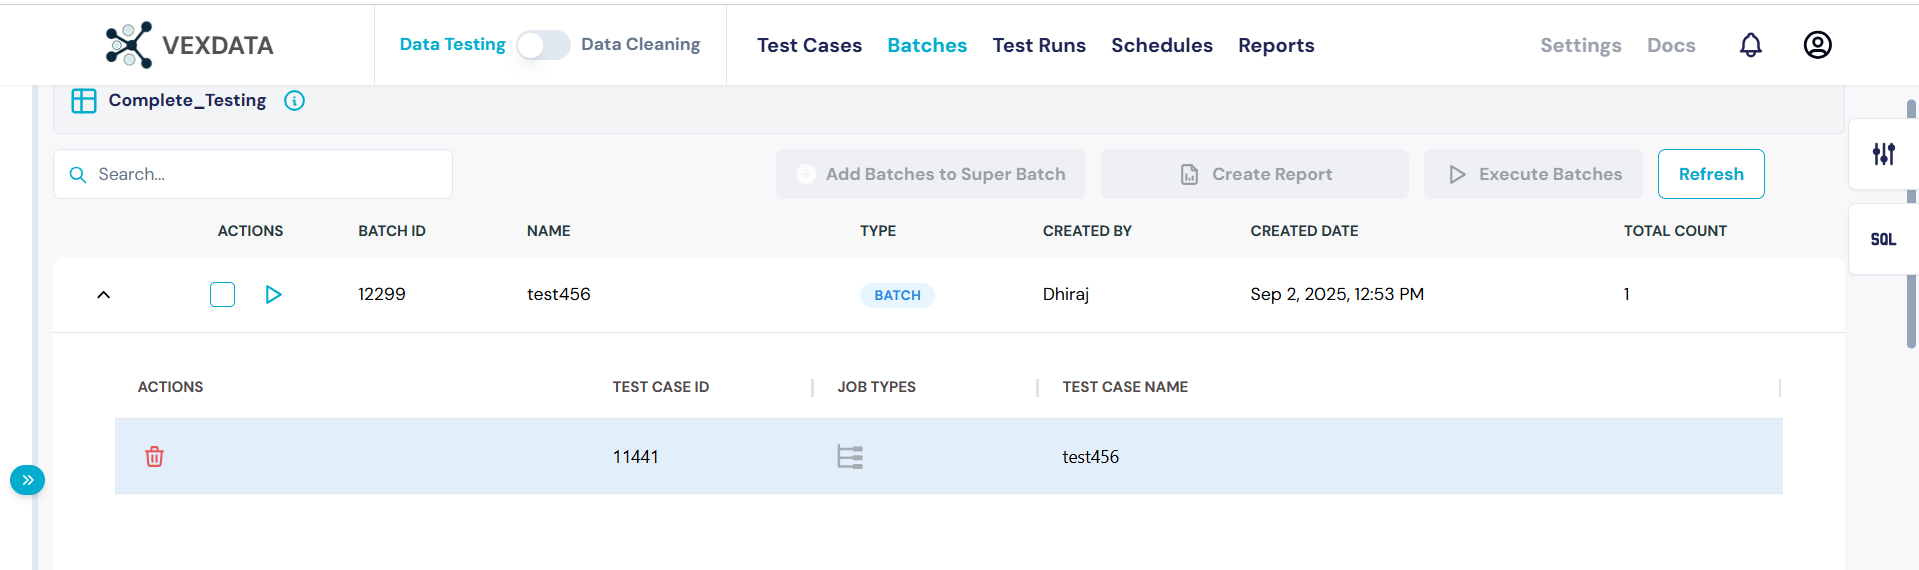 VEXDATA
Data Testing Data Cleaning
Test Cases Batches Test Runs Schedules Reports
Settings Docs
Complete_Testing
Search...
Add Batches to Super Batch Create Report Execute Batches Refresh
SQL
ACTIONS BATCH ID NAME TYPE CREATED BY CREATED DATE TOTAL COUNT
12299 test456 BATCH Dhiraj Sep 2, 2025, 12:53 PM 1
ACTIONS TEST CASE ID JOB TYPES TEST CASE NAME
11441 test456